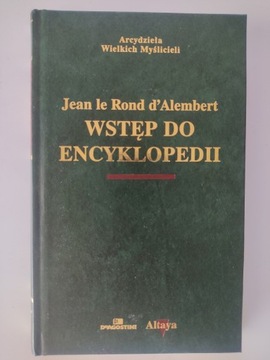 Arcydzieła
Wielkich Myślicieli
Jean le Rond d'Alembert
WSTĘP DO
ENCYKLOPEDII
DEAGOSTINI Altaya